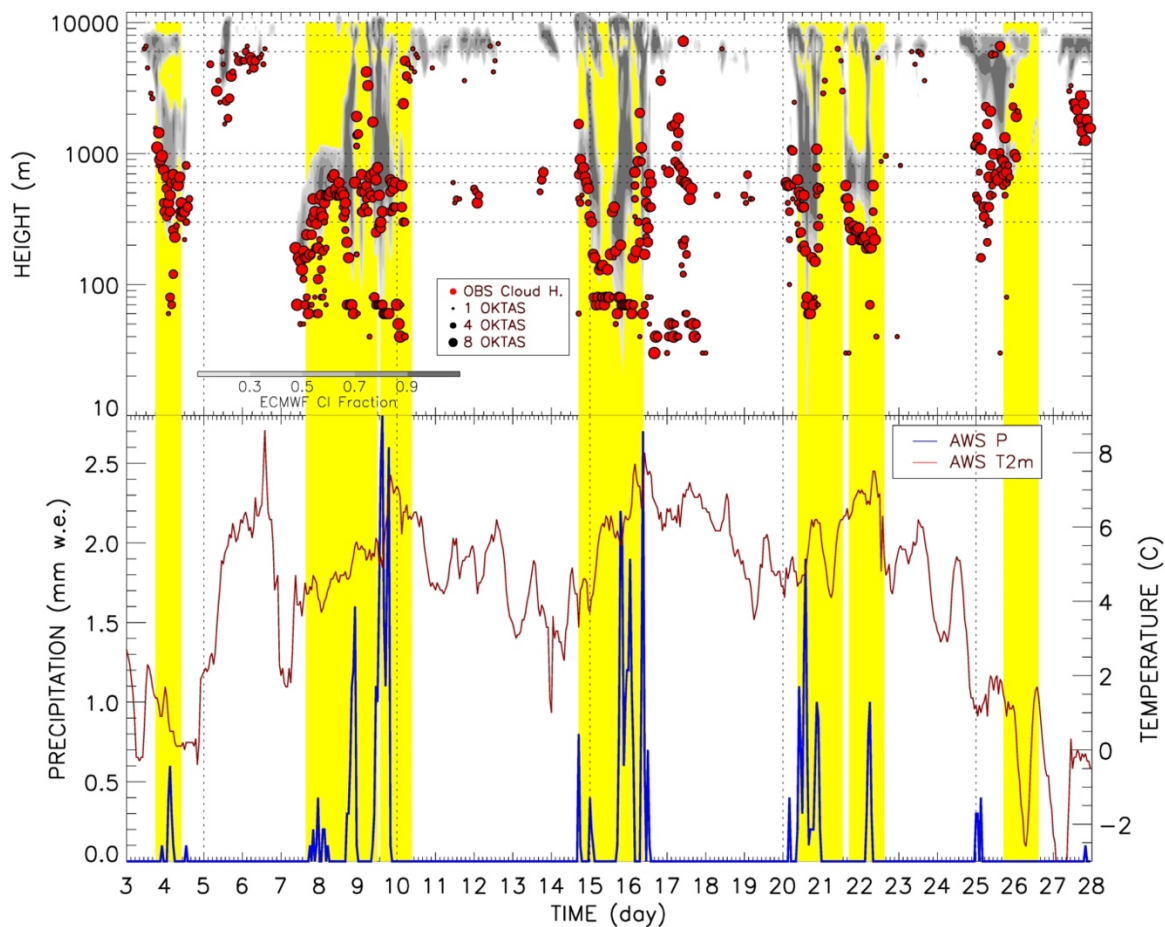 10000
1000
100
10
HEIGHT (m)
OBS Cloud H.
1 OKTAS
4 OKTAS
8 OKTAS
0.3 0.5 0.7 0.9
ECMWF Cl Fraction
AWS P
AWS T2m
2.5
2.0
1.5
1.0
0.5
0.0
PRECIPITATION (mm w.e.)
8
6
4
2
0
-2
TEMPERATURE (C)
3 4 5 6 7 8 9 10 11 12 13 14 15 16 17 18 19 20 21 22 23 24 25 26 27 28
TIME (day)